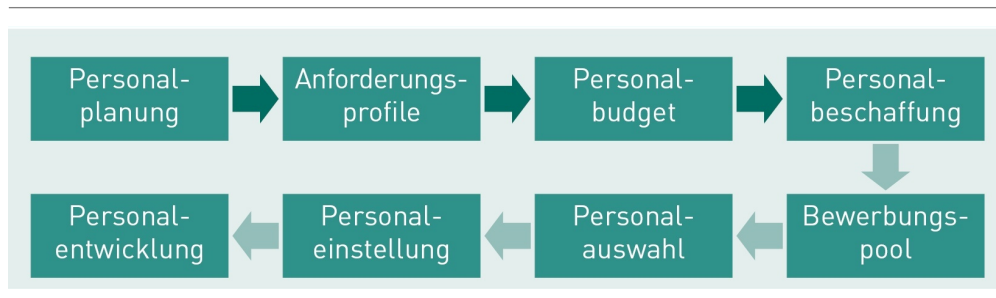 Personal-
planung
Anforderungs-
profile
Personal-
budget
Personal-
beschaffung
Bewerbungs-
pool
Personal-
auswahl
Personal-
einstellung
Personal-
entwicklung